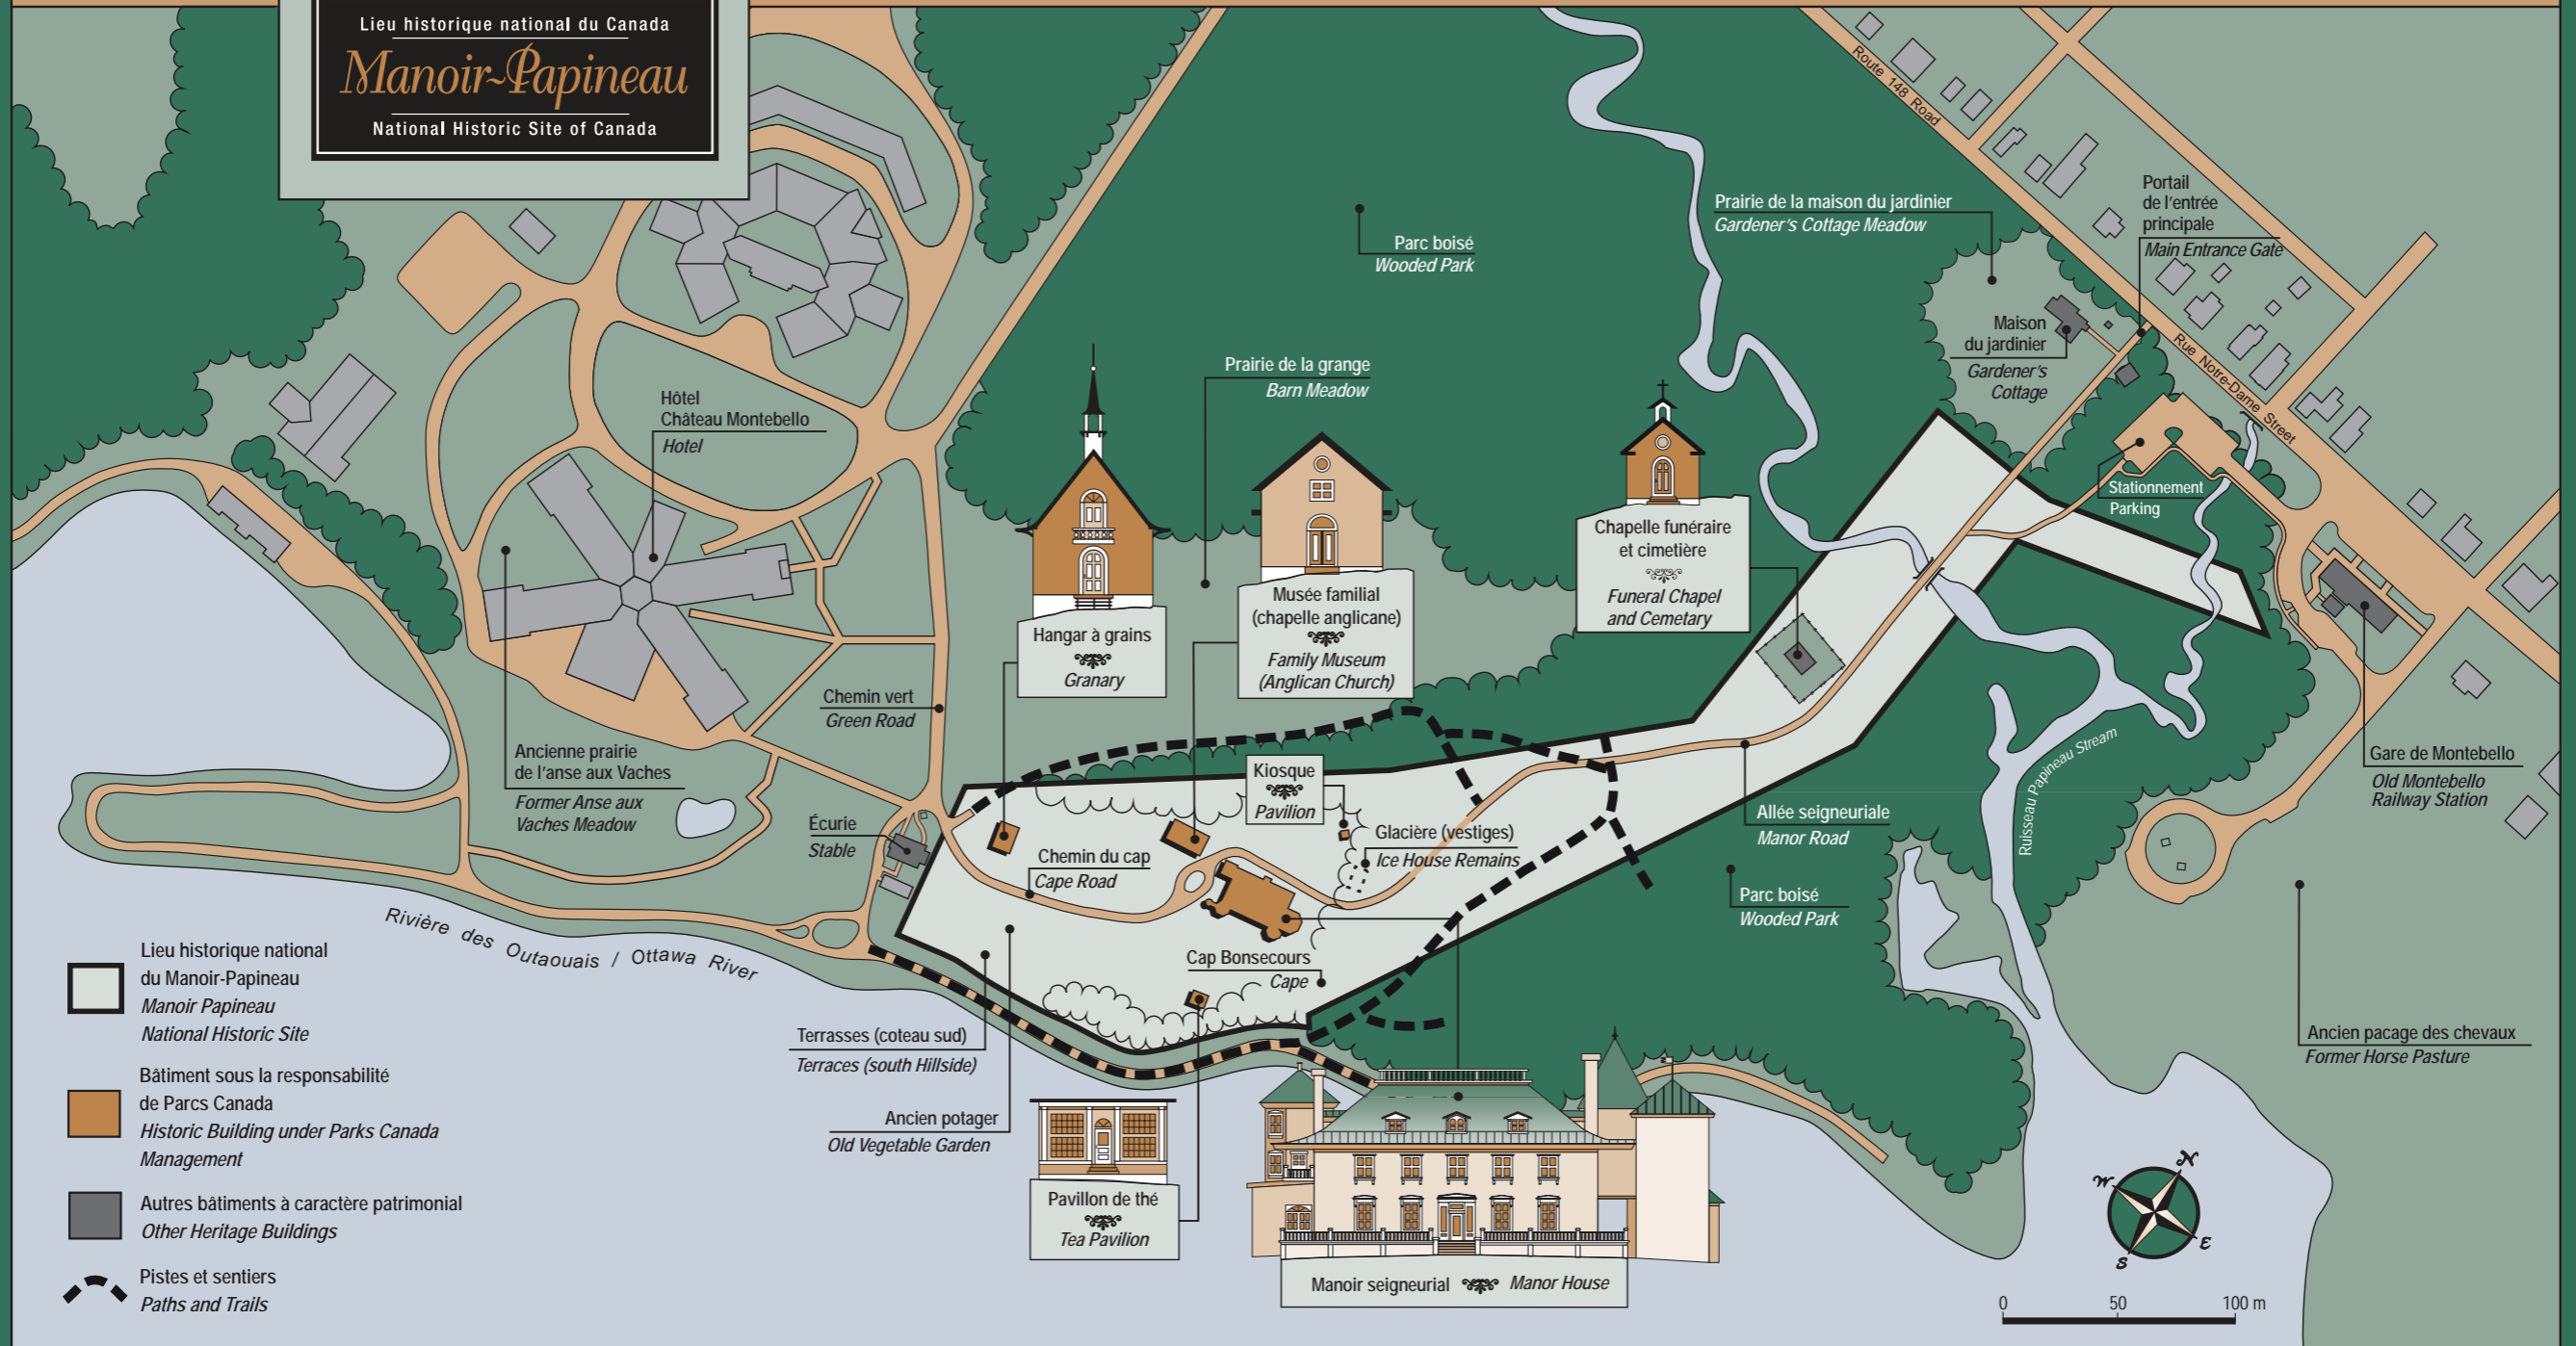 Lieu historique national du Canada
Manoir~Papineau
National Historic Site of Canada
Route 148 Road
Portail
de l'entrée
principale
Main Entrance Gate
Prairie de la maison du jardinier
Gardener's Cottage Meadow
Parc boisé
Wooded Park
Maison
du jardinier
Gardener's
Cottage
Rue Notre-Dame Street
Prairie de la grange
Barn Meadow
Hôtel
Château Montebello
Hotel
Stationnement
Parking
Chapelle funéraire
et cimetière
Funeral Chapel
and Cemetary
Musée familial
(chapelle anglicane)
Family Museum
(Anglican Church)
Hangar à grains
Granary
Chemin vert
Green Road
Ancienne prairie
de l'anse aux Vaches
Former Anse aux
Vaches Meadow
Kiosque
Pavilion
Gare de Montebello
Old Montebello
Railway Station
Ruisseau Papineau Stream
Allée seigneuriale
Manor Road
Écurie
Stable
Glacière (vestiges)
Ice House Remains
Chemin du cap
Cape Road
Parc boisé
Wooded Park
Rivière des Outaouais / Ottawa River
Cap Bonsecours
Cape
Terrasses (coteau sud)
Terraces (south Hillside)
Ancien pacage des chevaux
Former Horse Pasture
Ancien potager
Old Vegetable Garden
Pavillon de thé
Tea Pavilion
Manoir seigneurial Manor House
Lieu historique national
du Manoir-Papineau
Manoir Papineau
National Historic Site
Bâtiment sous la responsabilité
de Parcs Canada
Historic Building under Parks Canada
Management
Autres bâtiments à caractère patrimonial
Other Heritage Buildings
Pistes et sentiers
Paths and Trails
N
W
E
S
0 50 100 m